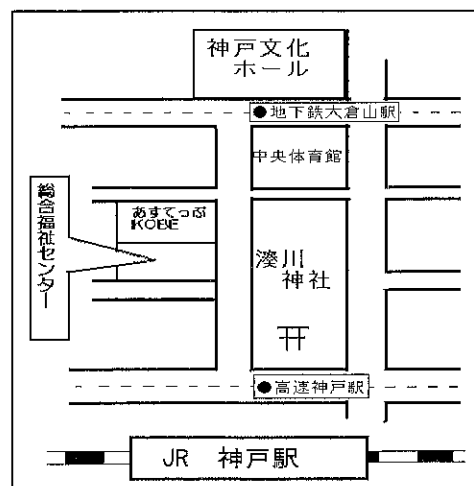 神戸文化
ホール
●地下鉄大倉山駅
中央体育館
総合福祉センター
あすてっぷ
KOBE
湊川
神社
●高速神戸駅
JR 神戸駅